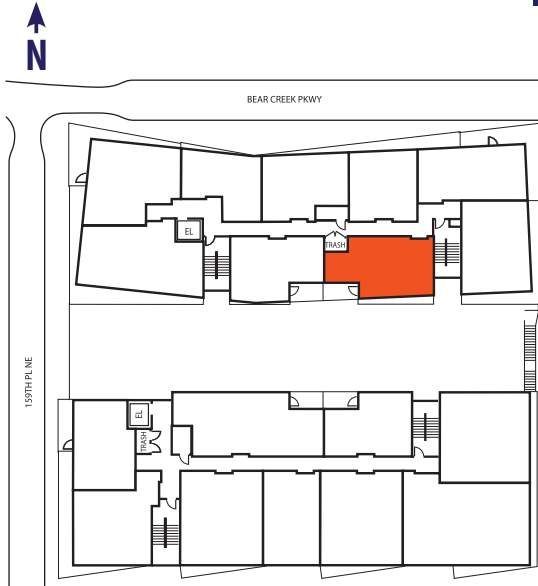 N
BEAR CREEK PKWY
EL
TRASH
159TH PL NE
EL
TRASH